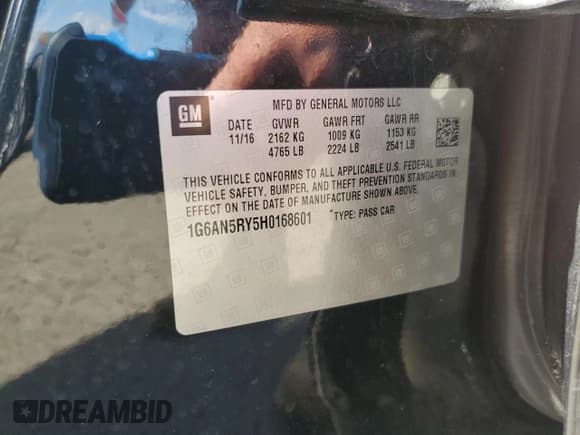 GM
MFD BY GENERAL MOTORS LLC
DATE GVWR GAWR FRT GAWR RR
11/16 2162 KG 1009 KG 1153 KG
4765 LB 2224 LB 2541 LB
THIS VEHICLE CONFORMS TO ALL APPLICABLE U.S. FEDERAL MOTOR
VEHICLE SAFETY, BUMPER, AND THEFT PREVENTION STANDARDS IN
EFFECT ON THE DATE OF MANUFACTURE SHOWN ABOVE.
1G6AN5RY5H0168601 *TYPE: PASS CAR
DREAMBID